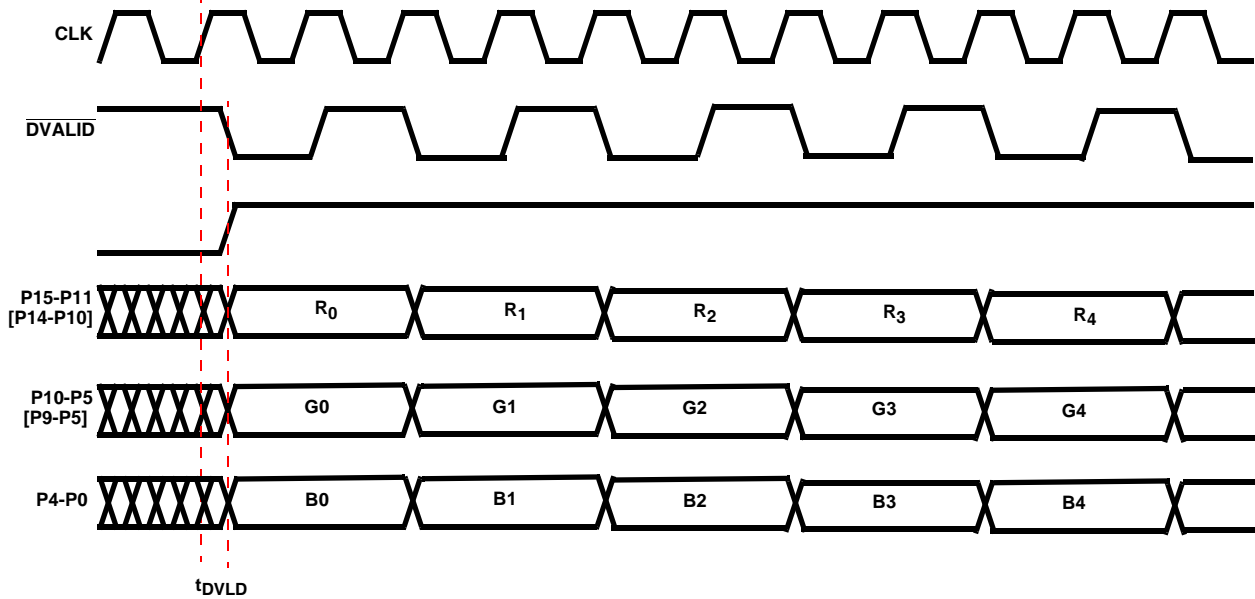 CLK
DVALID
P15-P11
[P14-P10]
R0
R1
R2
R3
R4
P10-P5
[P9-P5]
G0
G1
G2
G3
G4
P4-P0
B0
B1
B2
B3
B4
tDVLD